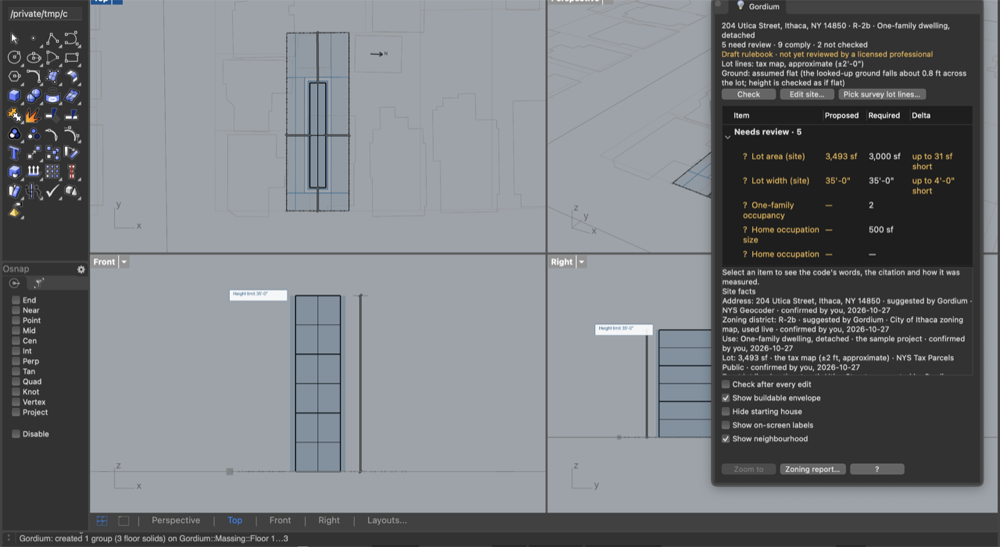 /private/tmp/c
Top
Perspective
Gordium
204 Utica Street, Ithaca, NY 14850 · R-2b · One-family dwelling,
detached
5 need review · 9 comply · 2 not checked
Draft rulebook · not yet reviewed by a licensed professional
Lot lines: tax map, approximate (±2'-0")
Ground: assumed flat (the looked-up ground falls about 0.8 ft across
the lot; height is checked as if flat)
Check
Edit site...
Pick survey lot lines...
Item Proposed Required Delta
Needs review · 5
? Lot area (site) 3,493 sf 3,000 sf up to 31 sf
short
? Lot width (site) 35'-0" 35'-0" up to 4'-0"
short
? One-family — 2
occupancy
? Home occupation — 500 sf
size
? Home occupation — —
Select an item to see the code's words, the citation and how it was
measured.
Site facts
Address: 204 Utica Street, Ithaca, NY 14850 · suggested by Gordium ·
NYS Geocoder · confirmed by you, 2026-10-27
Zoning district: R-2b · suggested by Gordium · City of Ithaca zoning
map, used live · confirmed by you, 2026-10-27
Use: One-family dwelling, detached · the sample project · confirmed
by you, 2026-10-27
Lot: 3,493 sf · the tax map (±2 ft, approximate) · NYS Tax Parcels
Public · confirmed by you, 2026-10-27
Check after every edit
Show buildable envelope
Hide starting house
Show on-screen labels
Show neighbourhood
Zoom to
Zoning report...
?
y
x
z
y
x
Front
Height limit: 35'-0"
z
x
Right
Height limit: 35'-0"
z
y
Osnap
End
Near
Point
Mid
Cen
Int
Perp
Tan
Quad
Knot
Vertex
Project
Disable
Perspective
Top
Front
Right
Layouts...
Gordium: created 1 group (3 floor solids) on Gordium::Massing::Floor 1...3